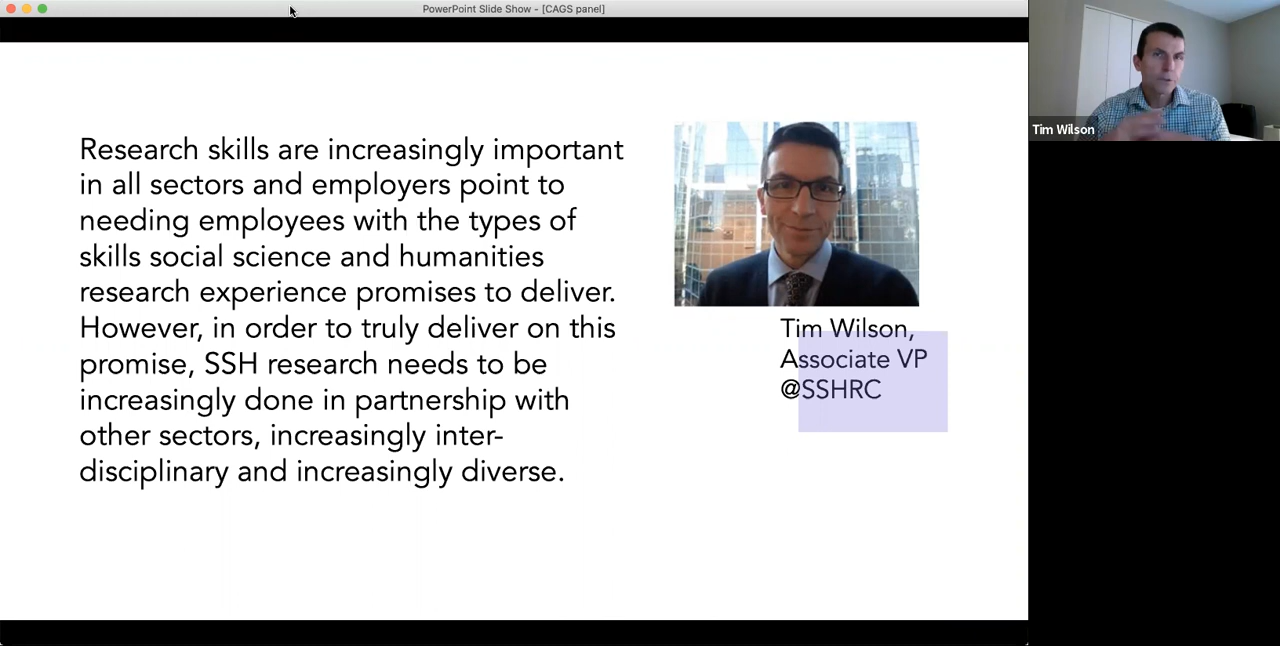 PowerPoint Slide Show - [CAGS panel]
Research skills are increasingly important
in all sectors and employers point to
needing employees with the types of
skills social science and humanities
research experience promises to deliver.
However, in order to truly deliver on this
promise, SSH research needs to be
increasingly done in partnership with
other sectors, increasingly inter-
disciplinary and increasingly diverse.
Tim Wilson,
Associate VP
@SSHRC
Tim Wilson